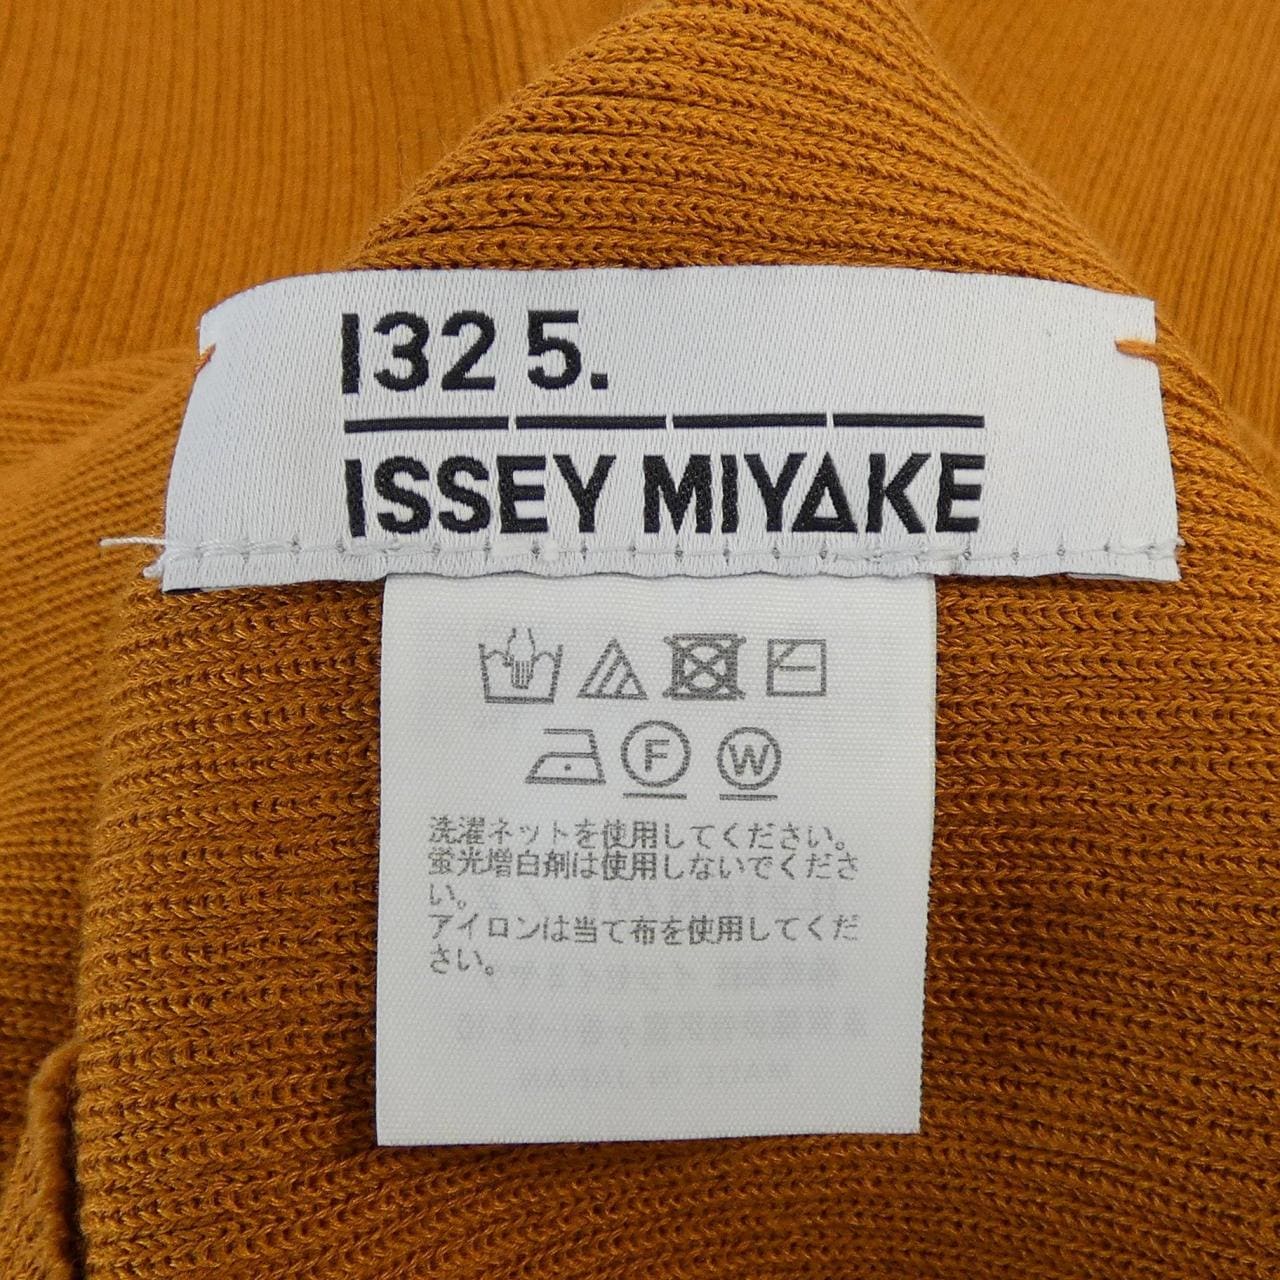 132 5.
ISSEY MIYAKE
F W
洗濯ネットを使用してください。
蛍光増白剤は使用しないでくださ
い。
アイロンは当て布を使用してくだ
さい。